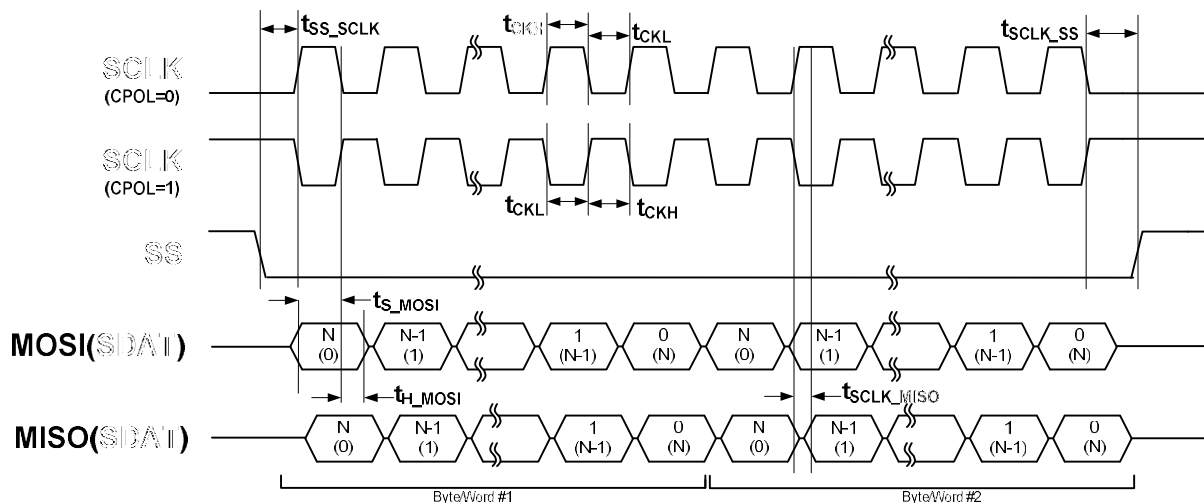 tSS_SCLK
tCKH
tCKL
tSCLK_SS
SCLK
(CPOL=0)
SCLK
(CPOL=1)
tCKL
tCKH
SS
tS_MOSI
MOSI(SDAT)
N
(0)
N-1
(1)
1
(N-1)
0
(N)
N
(0)
N-1
(1)
1
(N-1)
0
(N)
tH_MOSI
tSCLK_MISO
MISO(SDAT)
N
(0)
N-1
(1)
1
(N-1)
0
(N)
N
(0)
N-1
(1)
1
(N-1)
0
(N)
Byte/Word #1
Byte/Word #2